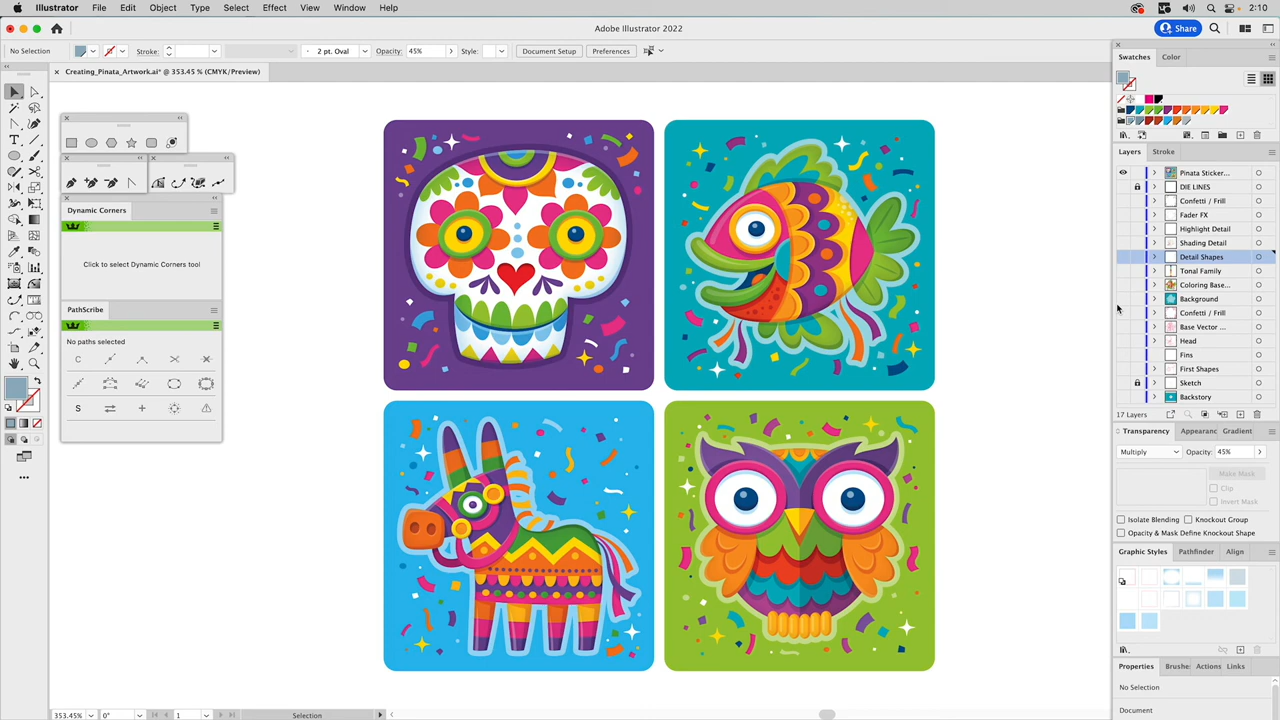 Illustrator File Edit Object Type Select Effect View Window Help 2:10
Adobe Illustrator 2022
Share
No Selection Stroke: 2 pt. Oval Opacity: 45% Style: Document Setup Preferences
× Creating_Pinata_Artwork.ai* @ 353.45 % (CMYK/Preview)
Swatches Color
Dynamic Corners
Click to select Dynamic Corners tool
PathScribe
No paths selected
C
S
Layers Stroke
Pinata Sticker...
DIE LINES
Confetti / Frill
Fader FX
Highlight Detail
Shading Detail
Detail Shapes
Tonal Family
Coloring Base...
Background
Confetti / Frill
Base Vector ...
Head
Fins
First Shapes
Sketch
Backstory
17 Layers
Transparency Appearanc Gradient
Multiply Opacity: 45%
Make Mask
Clip
Invert Mask
Isolate Blending Knockout Group
Opacity & Mask Define Knockout Shape
Graphic Styles Pathfinder Align
Properties Brushe Actions Links
No Selection
Document
353.45% 0° 1 Selection